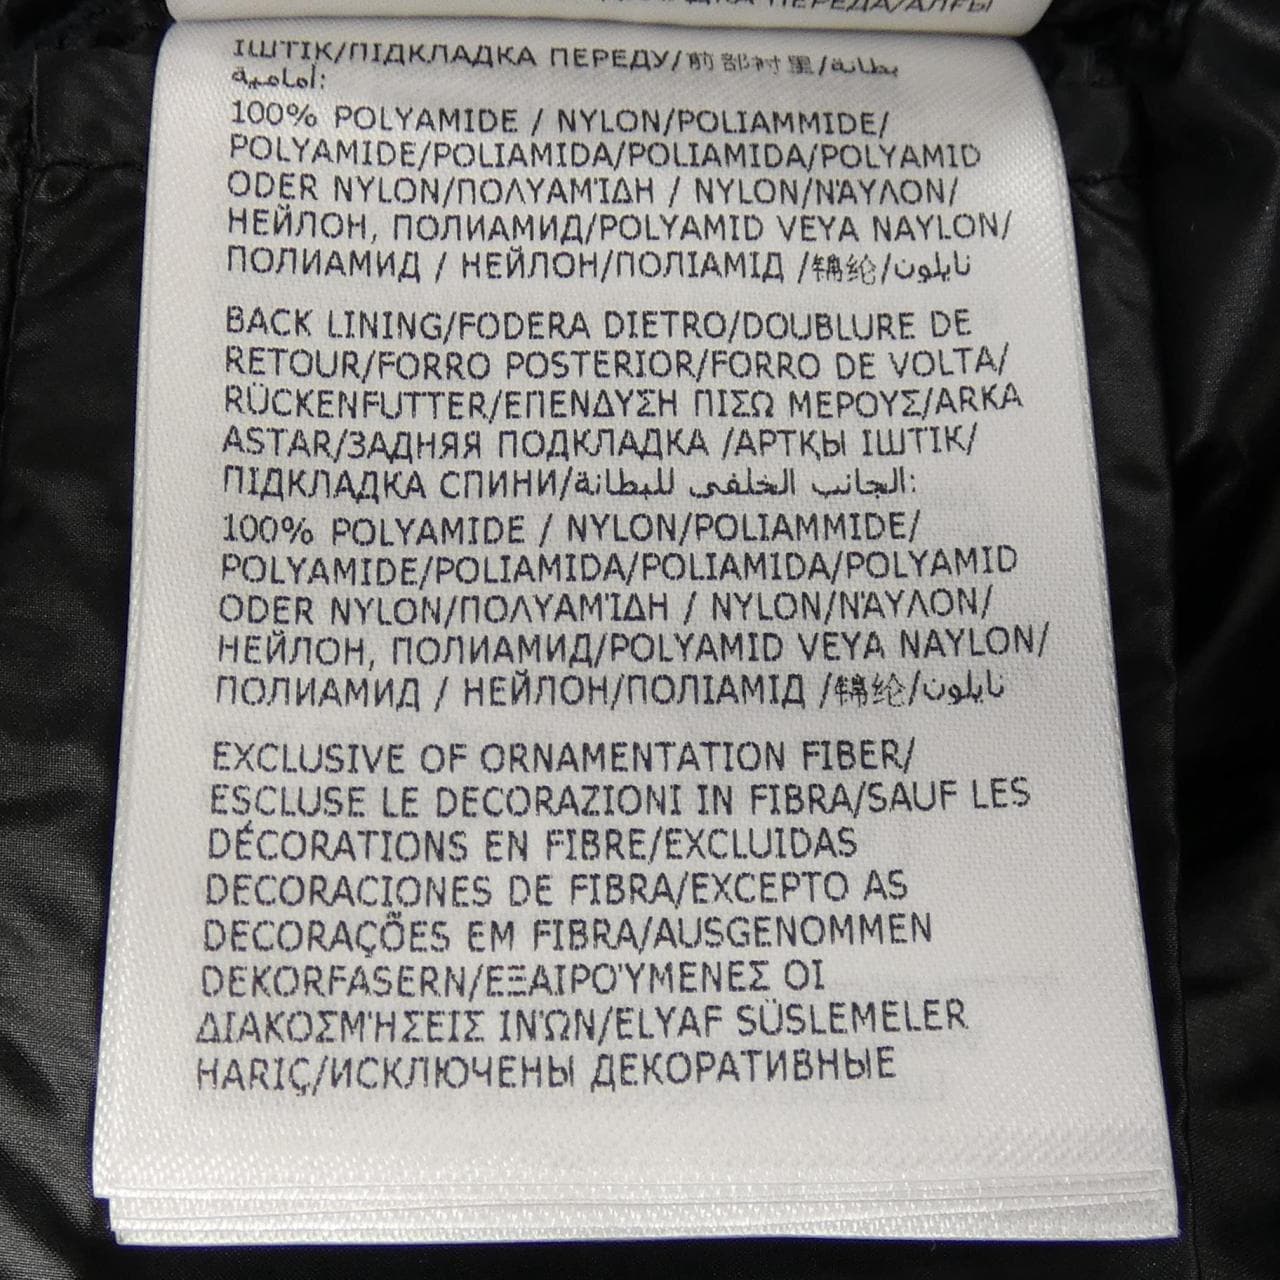 ПЕРЕДА/АЛҒЫ
ІШТІК/ПІДКЛАДКА ПЕРЕДУ/前部衬里/بطانة
أمامية:
100% POLYAMIDE / NYLON/POLIAMMIDE/
POLYAMIDE/POLIAMIDA/POLIAMIDA/POLYAMID
ODER NYLON/ΠΟΛΥΑΜΊΔΗ / NYLON/ΝΆΥΛΟΝ/
НЕЙЛОН, ПОЛИАМИД/POLYAMID VEYA NAYLON/
ПОЛИАМИД / НЕЙЛОН/ПОЛІАМІД /锦纶/نايلون
BACK LINING/FODERA DIETRO/DOUBLURE DE
RETOUR/FORRO POSTERIOR/FORRO DE VOLTA/
RÜCKENFUTTER/ΕΠΕΝΔΥΣΗ ΠΙΣΩ ΜΕΡΟΥΣ/ARKA
ASTAR/ЗАДНЯЯ ПОДКЛАДКА /АРТҚЫ ІШТІК/
ПІДКЛАДКА СПИНИ/الجانب الخلفي للبطانة:
100% POLYAMIDE / NYLON/POLIAMMIDE/
POLYAMIDE/POLIAMIDA/POLIAMIDA/POLYAMID
ODER NYLON/ΠΟΛΥΑΜΊΔΗ / NYLON/ΝΆΥΛΟΝ/
НЕЙЛОН, ПОЛИАМИД/POLYAMID VEYA NAYLON/
ПОЛИАМИД / НЕЙЛОН/ПОЛІАМІД /锦纶/نايلون
EXCLUSIVE OF ORNAMENTATION FIBER/
ESCLUSE LE DECORAZIONI IN FIBRA/SAUF LES
DÉCORATIONS EN FIBRE/EXCLUIDAS
DECORACIONES DE FIBRA/EXCEPTO AS
DECORAÇÕES EM FIBRA/AUSGENOMMEN
DEKORFASERN/ΕΞΑΙΡΟΎΜΕΝΕΣ ΟΙ
ΔΙΑΚΟΣΜΉΣΕΙΣ ΙΝΏΝ/ELYAF SÜSLEMELER
HARIÇ/ИСКЛЮЧЕНЫ ДЕКОРАТИВНЫЕ